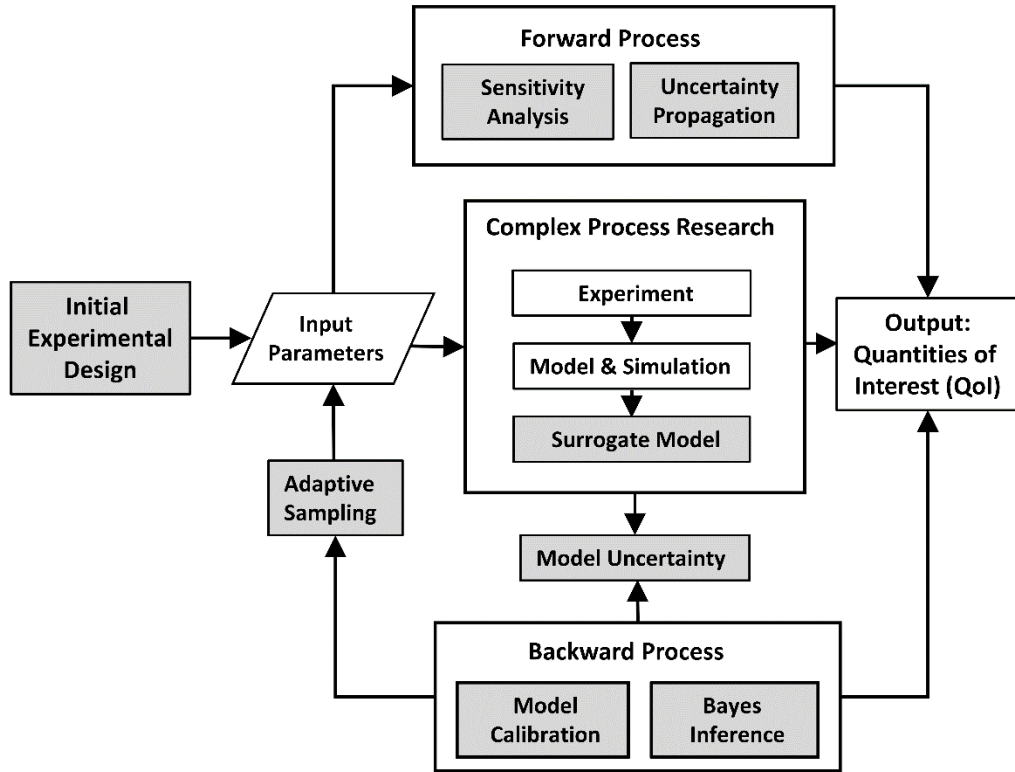 Forward Process
Sensitivity
Analysis
Uncertainty
Propagation
Complex Process Research
Experiment
Model & Simulation
Surrogate Model
Initial
Experimental
Design
Input
Parameters
Output:
Quantities of
Interest (QoI)
Adaptive
Sampling
Model Uncertainty
Backward Process
Model
Calibration
Bayes
Inference